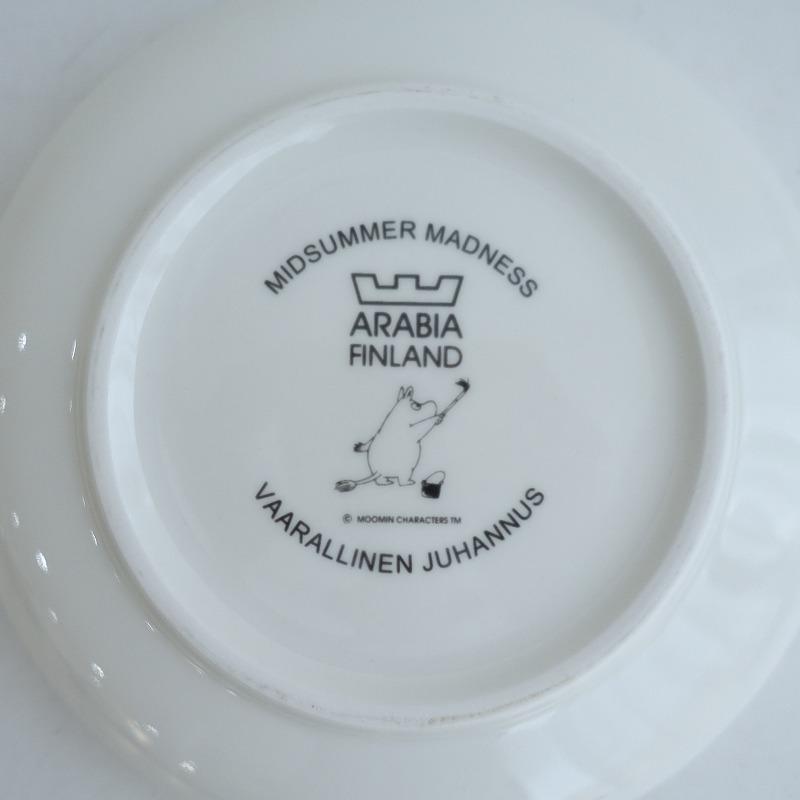 MIDSUMMER MADNESS
ARABIA
FINLAND
© MOOMIN CHARACTERS TM
VAARALLINEN JUHANNUS